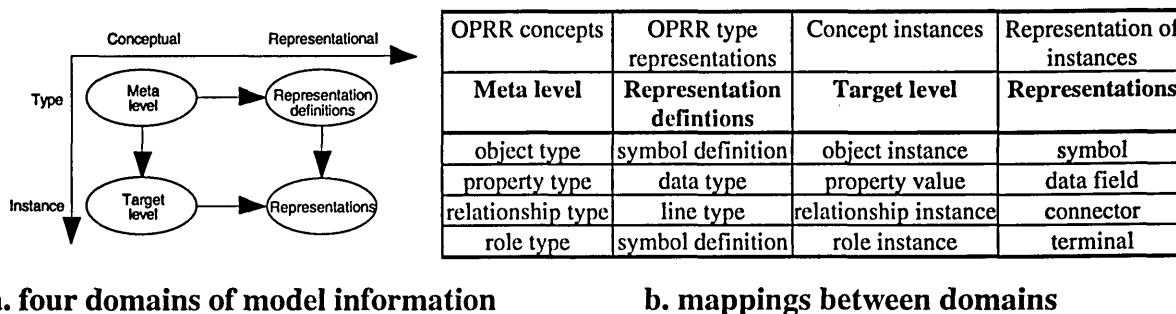 Conceptual Representational
Type
Meta
level
Representation
definitions
Instance
Target
level
Representations
OPRR concepts | OPRR type representations | Concept instances | Representation of instances
Meta level | Representation defintions | Target level | Representations
object type | symbol definition | object instance | symbol
property type | data type | property value | data field
relationship type | line type | relationship instance | connector
role type | symbol definition | role instance | terminal
a. four domains of model information
b. mappings between domains